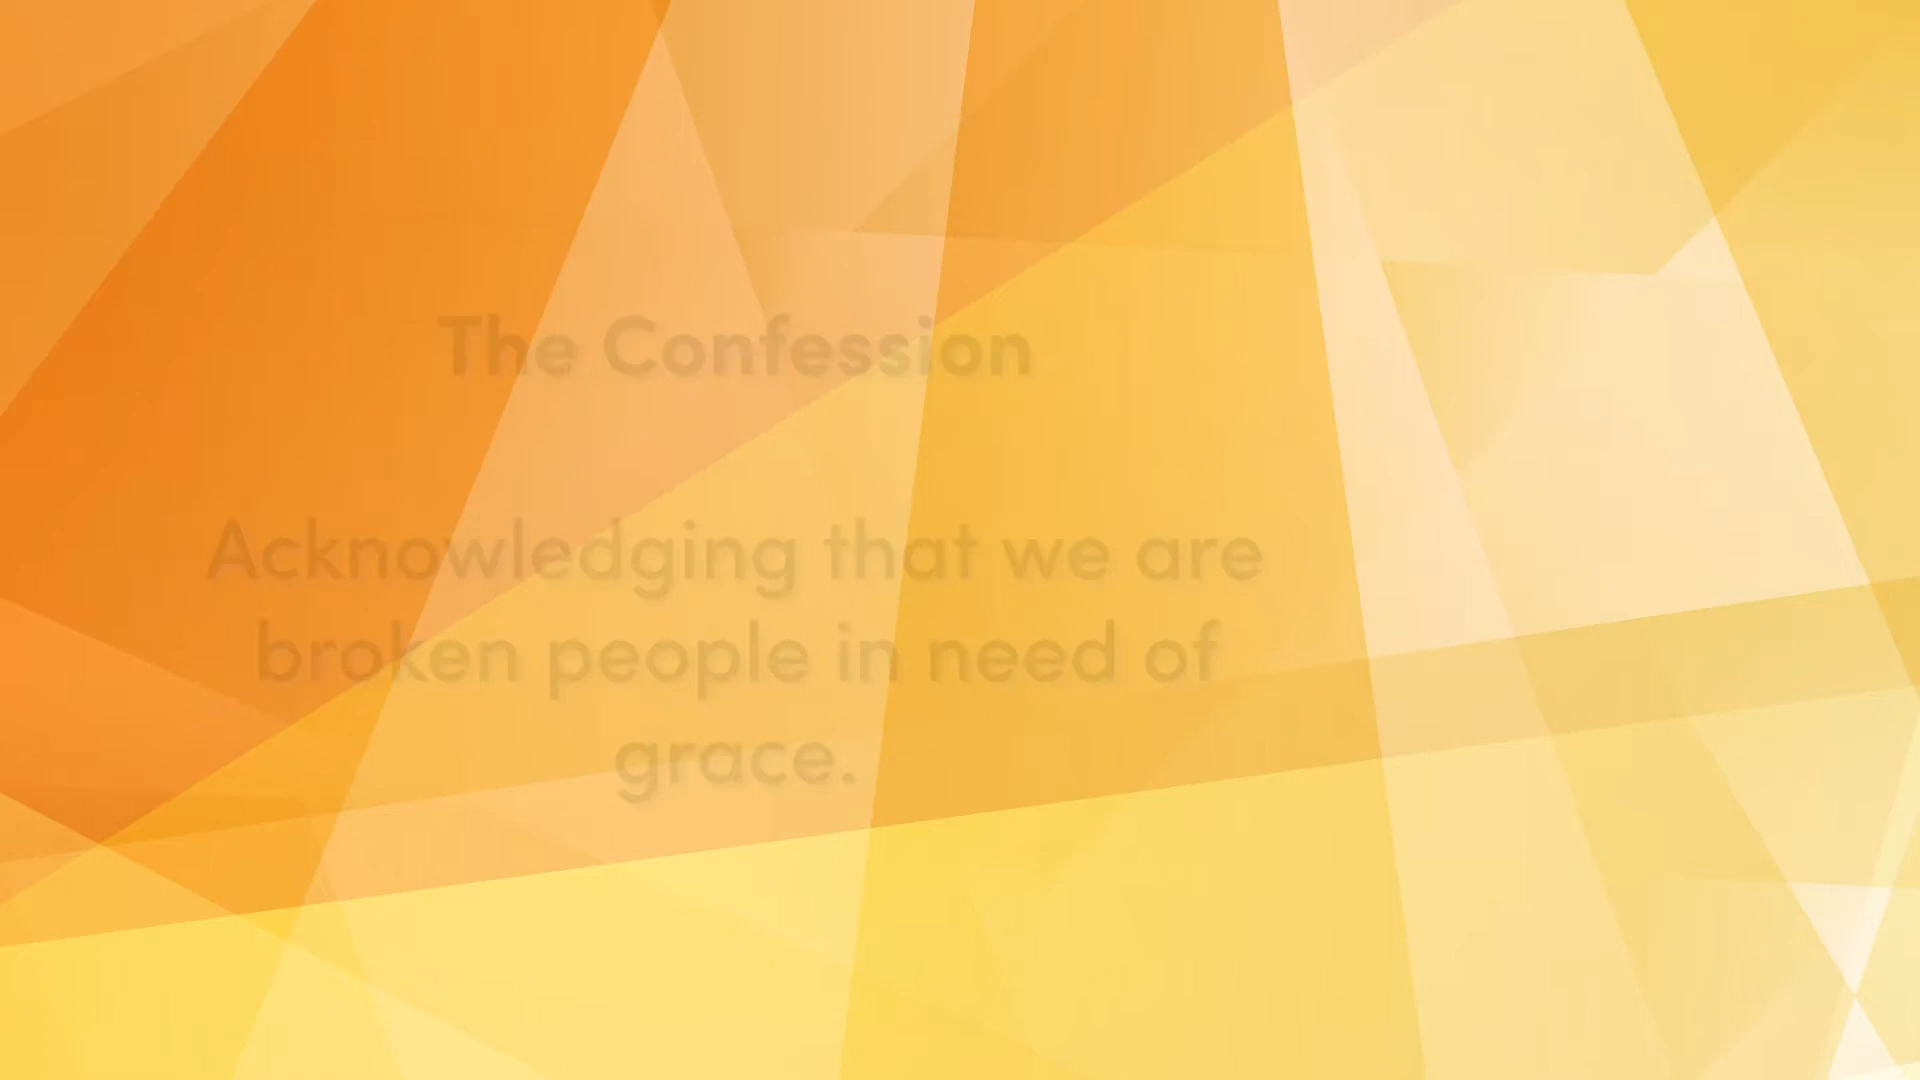 The Confession
Acknowledging that we are
broken people in need of
grace.